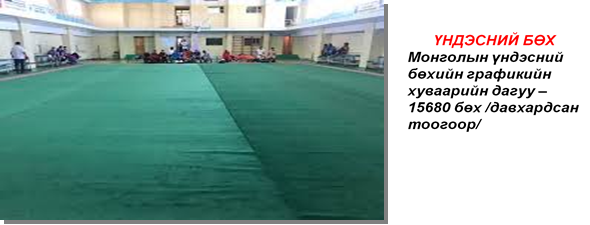 ҮНДЭСНИЙ БӨХ
Монголын үндэсний
бөхийн графикийн
хуваарийн дагуу –
15680 бөх /давхардсан
тоогоор/